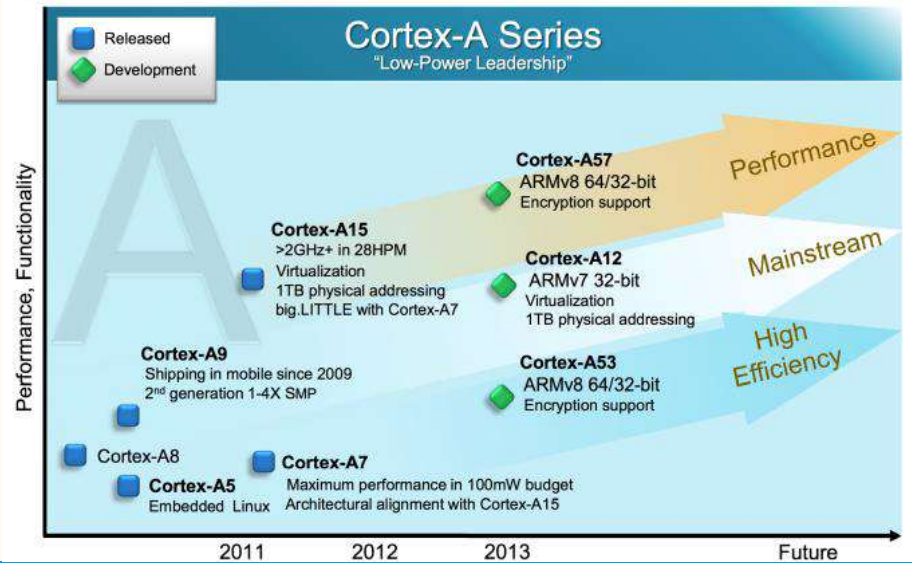 Released
Development
Cortex-A Series
“Low-Power Leadership”
A
Performance, Functionality
Cortex-A57
ARMv8 64/32-bit
Encryption support
Performance
Cortex-A15
>2GHz+ in 28HPM
Virtualization
1TB physical addressing
big.LITTLE with Cortex-A7
Cortex-A12
ARMv7 32-bit
Virtualization
1TB physical addressing
Mainstream
Cortex-A9
Shipping in mobile since 2009
2nd generation 1-4X SMP
Cortex-A53
ARMv8 64/32-bit
Encryption support
High
Efficiency
Cortex-A8
Cortex-A5
Embedded Linux
Cortex-A7
Maximum performance in 100mW budget
Architectural alignment with Cortex-A15
2011
2012
2013
Future